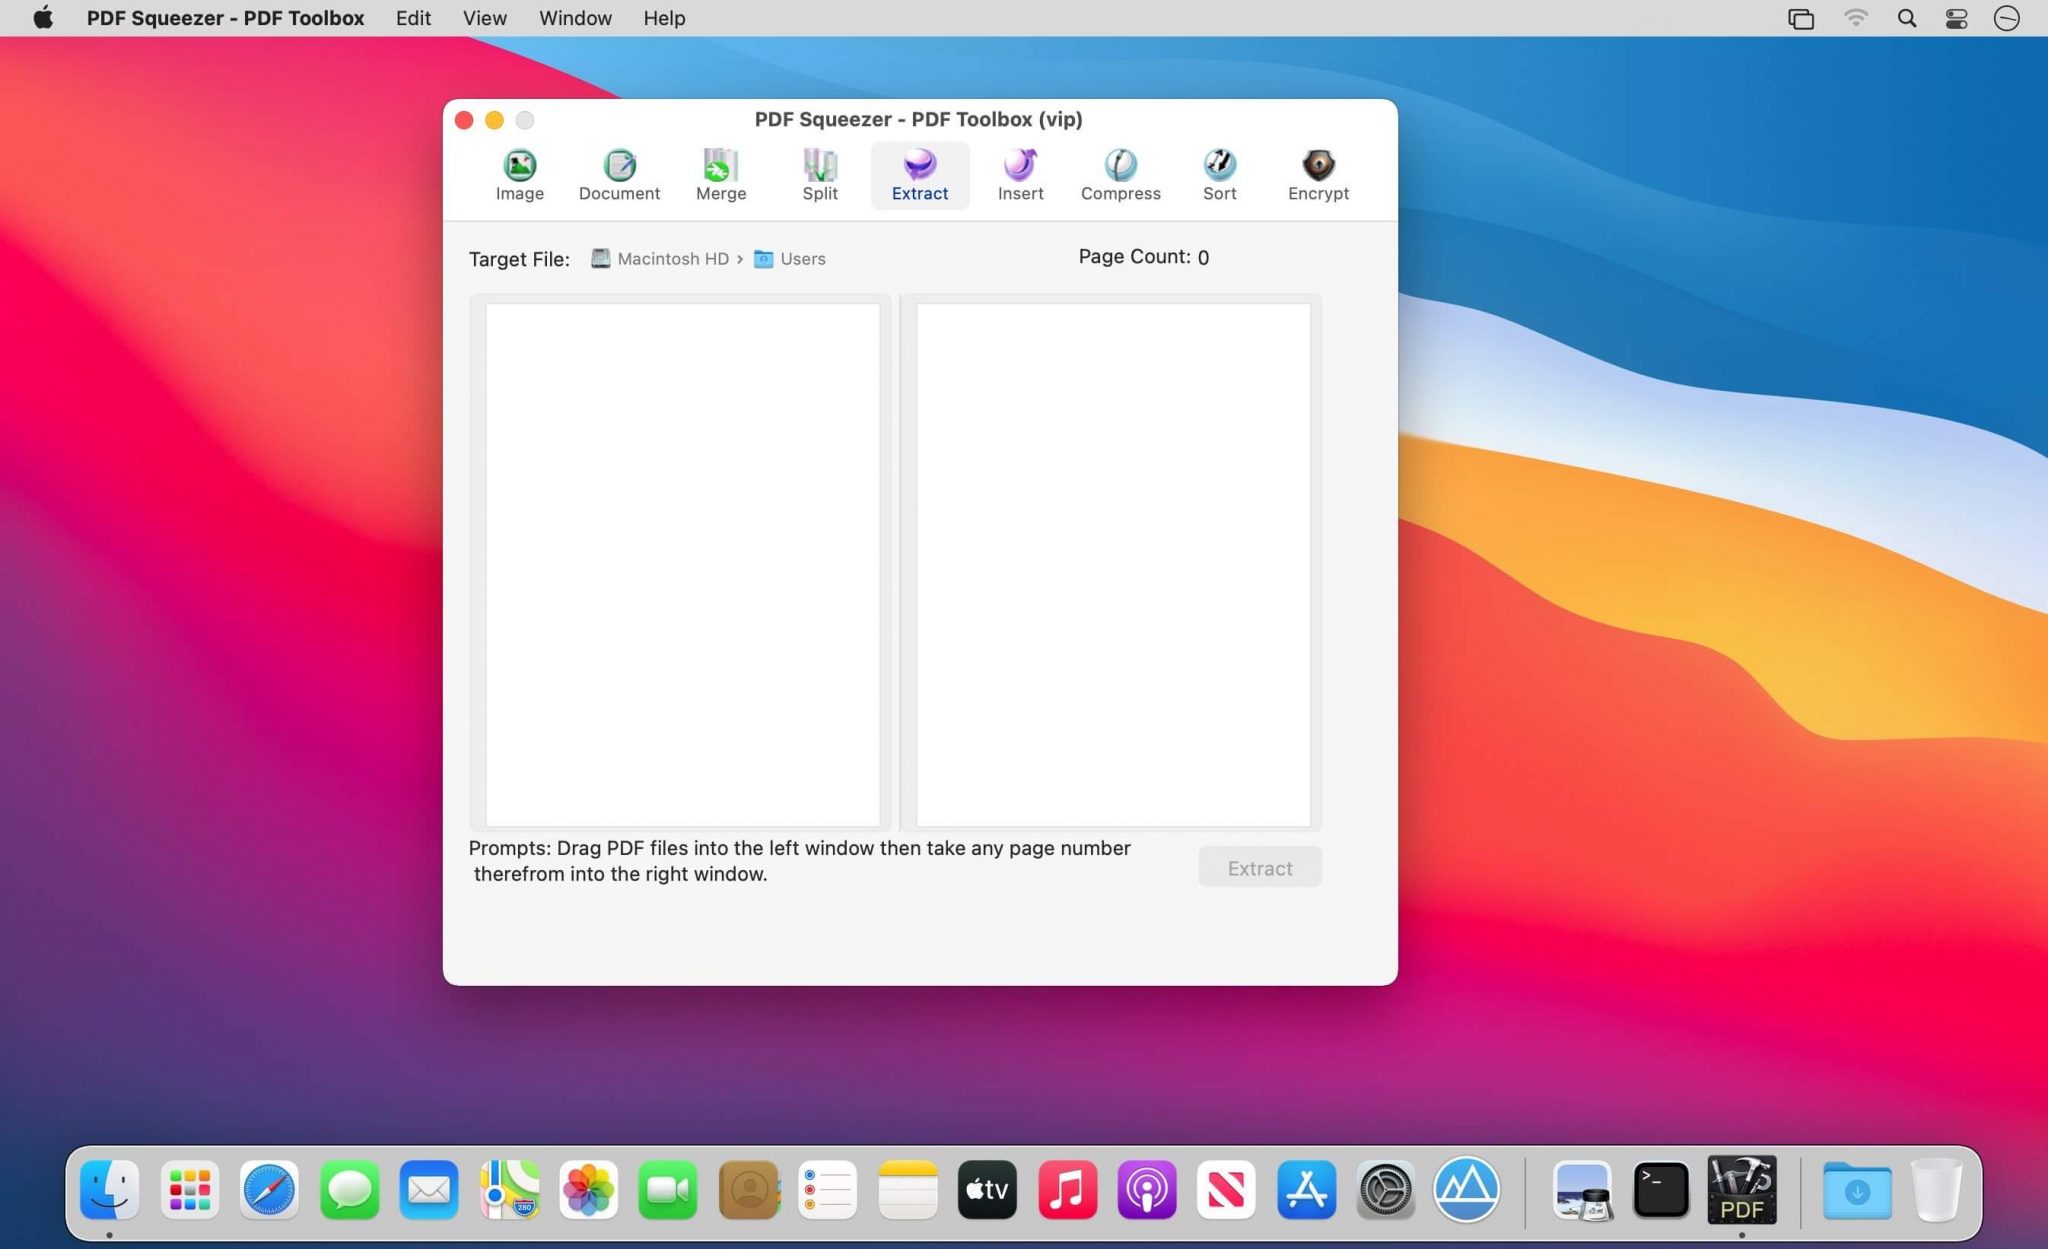 PDF Squeezer - PDF Toolbox Edit View Window Help
PDF Squeezer - PDF Toolbox (vip)
Image Document Merge Split Extract Insert Compress Sort Encrypt
Target File: Macintosh HD › Users Page Count: 0
Prompts: Drag PDF files into the left window then take any page number
therefrom into the right window.
Extract
280
tv
>_
PDF